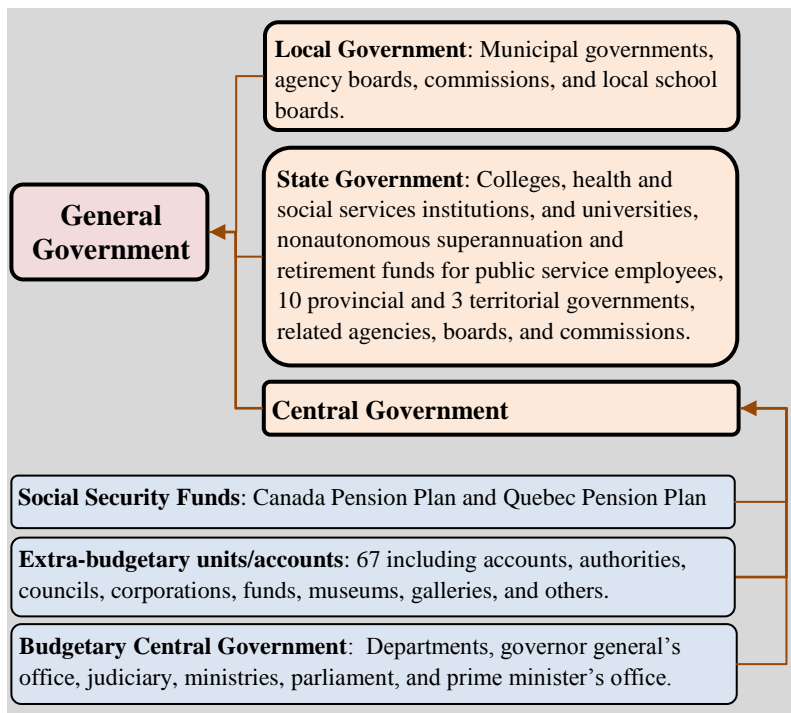 Local Government: Municipal governments,
agency boards, commissions, and local school
boards.
State Government: Colleges, health and
social services institutions, and universities,
nonautonomous superannuation and
retirement funds for public service employees,
10 provincial and 3 territorial governments,
related agencies, boards, and commissions.
General
Government
Central Government
Social Security Funds: Canada Pension Plan and Quebec Pension Plan
Extra-budgetary units/accounts: 67 including accounts, authorities,
councils, corporations, funds, museums, galleries, and others.
Budgetary Central Government:  Departments, governor general’s
office, judiciary, ministries, parliament, and prime minister’s office.